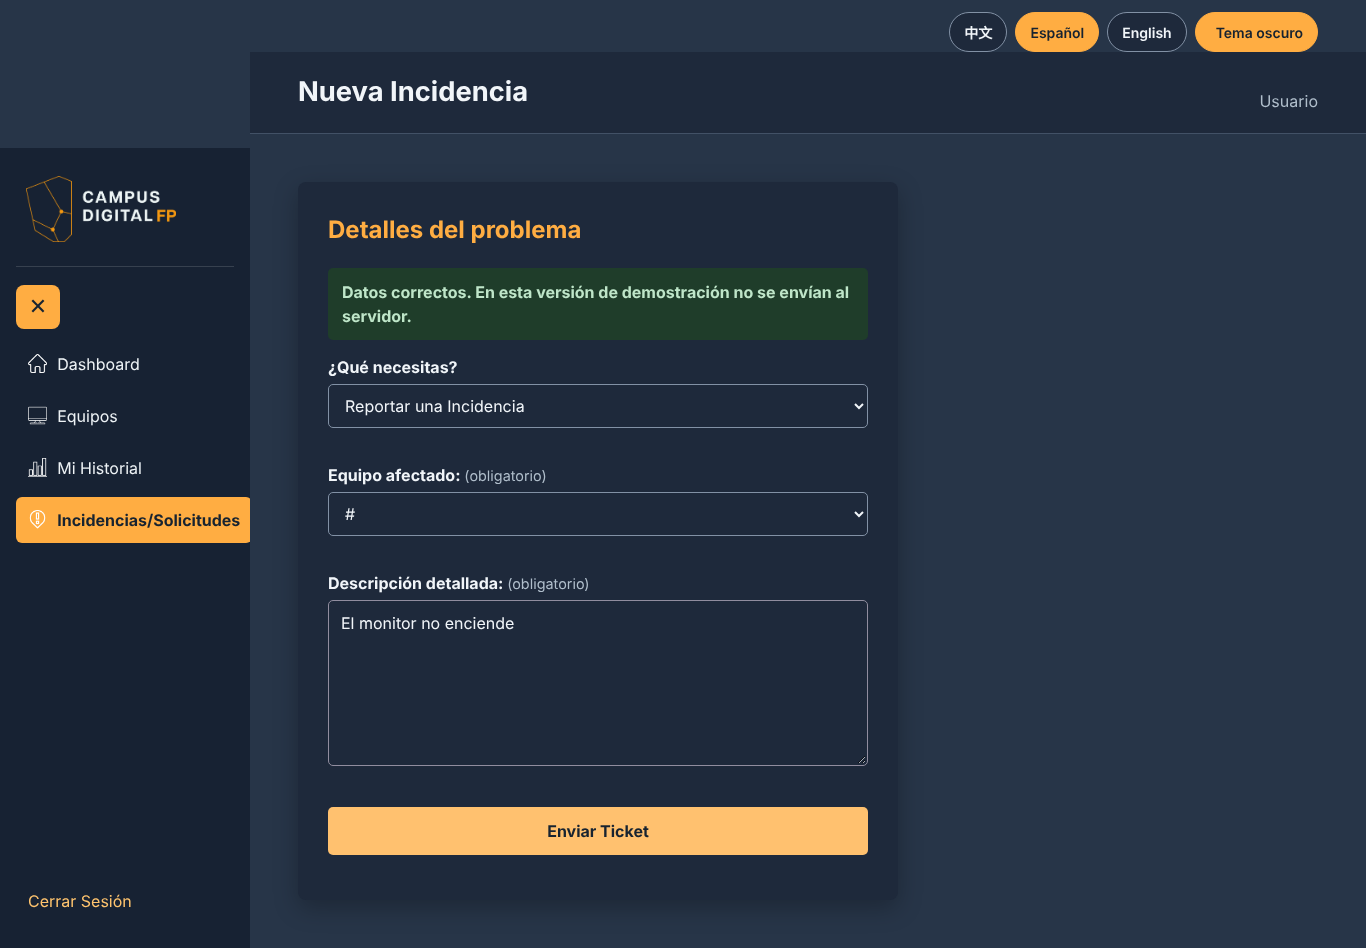 中文
Español
English
Tema oscuro
Nueva Incidencia
Usuario
CAMPUS
DIGITAL FP
Dashboard
Equipos
Mi Historial
Incidencias/Solicitudes
Cerrar Sesión
Detalles del problema
Datos correctos. En esta versión de demostración no se envían al
servidor.
¿Qué necesitas?
Reportar una Incidencia
Equipo afectado: (obligatorio)
#
Descripción detallada: (obligatorio)
El monitor no enciende
Enviar Ticket